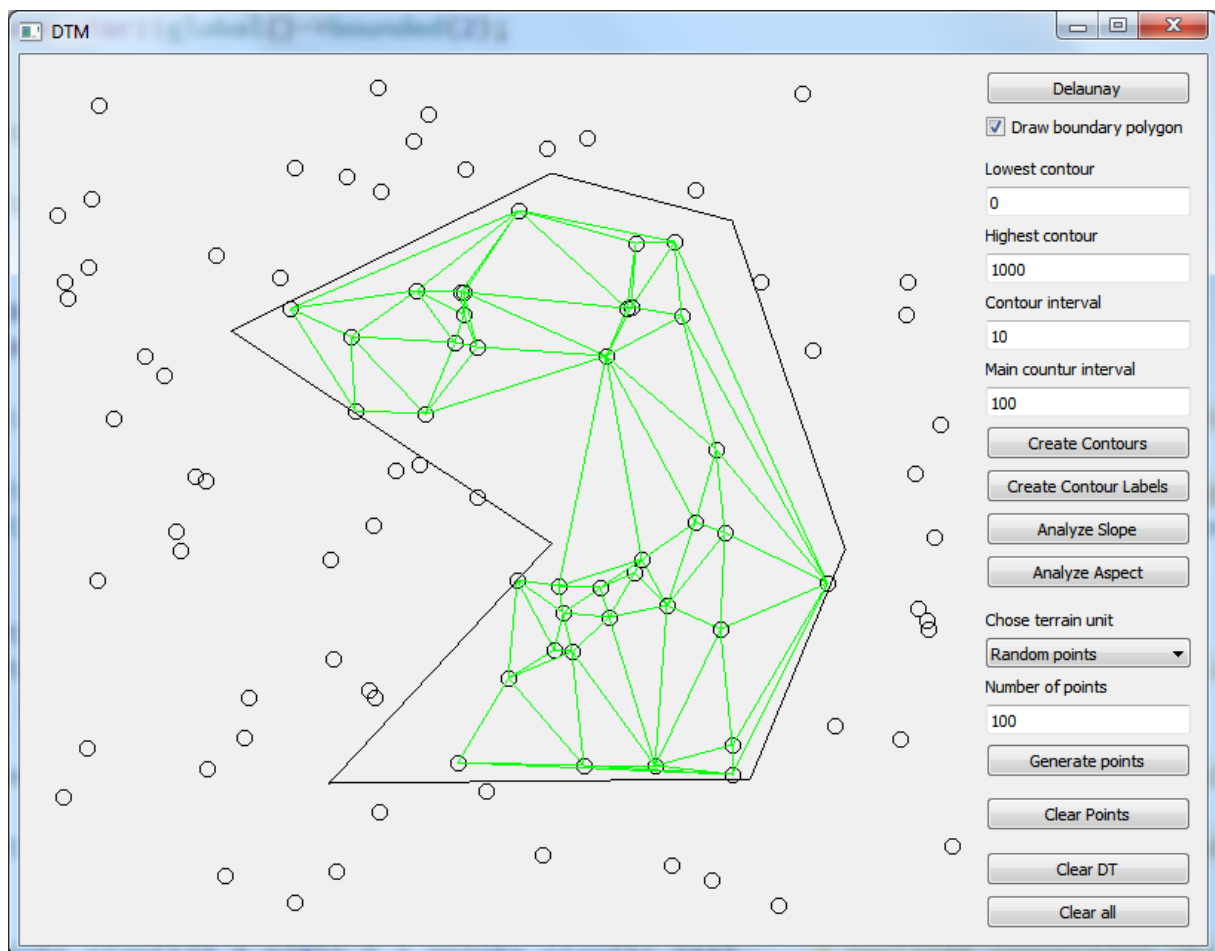 DTM
Delaunay
Draw boundary polygon
Lowest contour
0
Highest contour
1000
Contour interval
10
Main countur interval
100
Create Contours
Create Contour Labels
Analyze Slope
Analyze Aspect
Chose terrain unit
Random points
Number of points
100
Generate points
Clear Points
Clear DT
Clear all